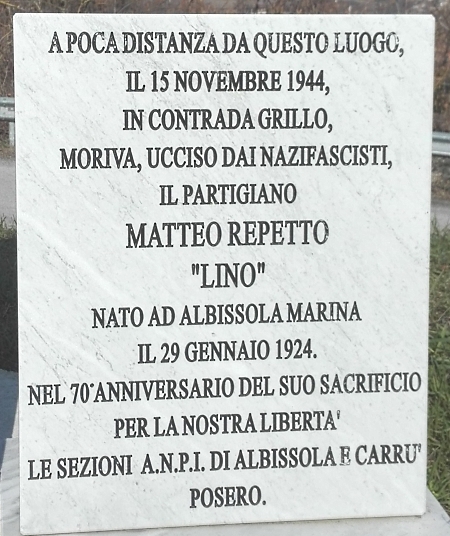 A POCA DISTANZA DA QUESTO LUOGO,
IL 15 NOVEMBRE 1944,
IN CONTRADA GRILLO,
MORIVA, UCCISO DAI NAZIFASCISTI,
IL PARTIGIANO
MATTEO REPETTO
"LINO"
NATO AD ALBISSOLA MARINA
IL 29 GENNAIO 1924.
NEL 70°ANNIVERSARIO DEL SUO SACRIFICIO
PER LA NOSTRA LIBERTA'
LE SEZIONI A.N.P.I. DI ALBISSOLA E CARRU'
POSERO.